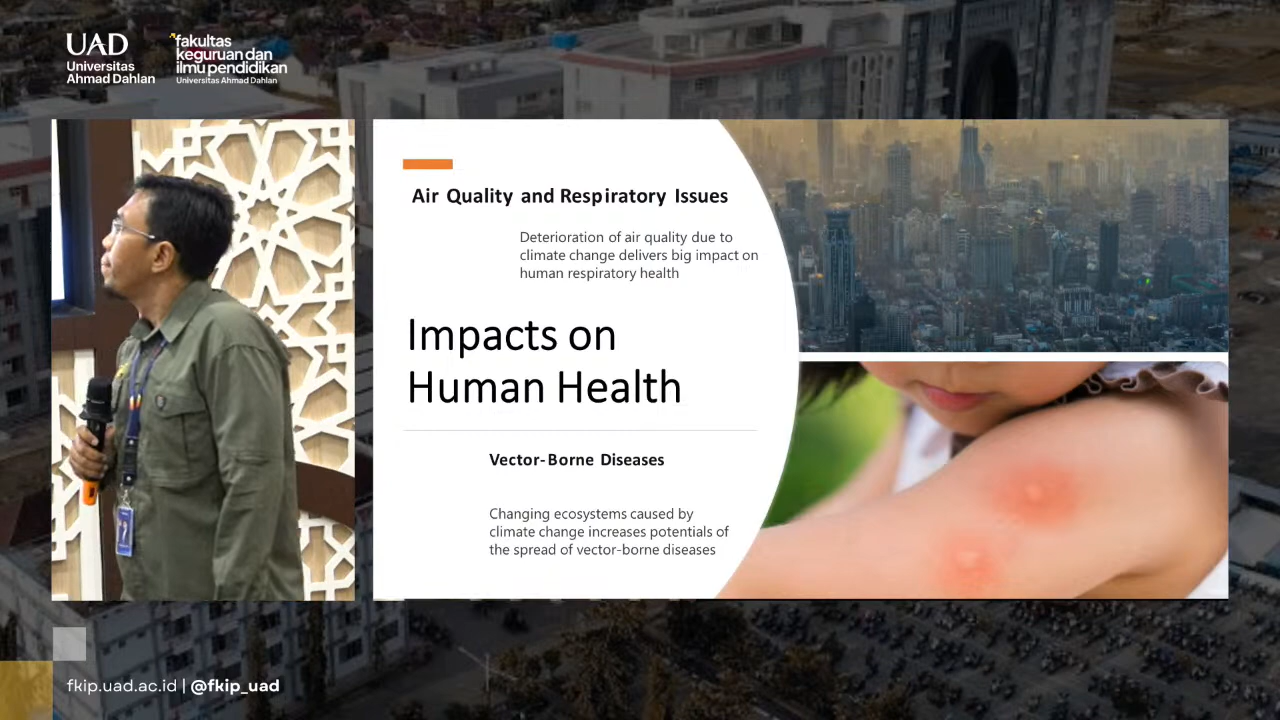 UAD
Universitas
Ahmad Dahlan
fakultas
keguruan dan
ilmu pendidikan
Universitas Ahmad Dahlan
Air Quality and Respiratory Issues
Deterioration of air quality due to
climate change delivers big impact on
human respiratory health
Impacts on
Human Health
Vector-Borne Diseases
Changing ecosystems caused by
climate change increases potentials of
the spread of vector-borne diseases
fkip.uad.ac.id | @fkip_uad